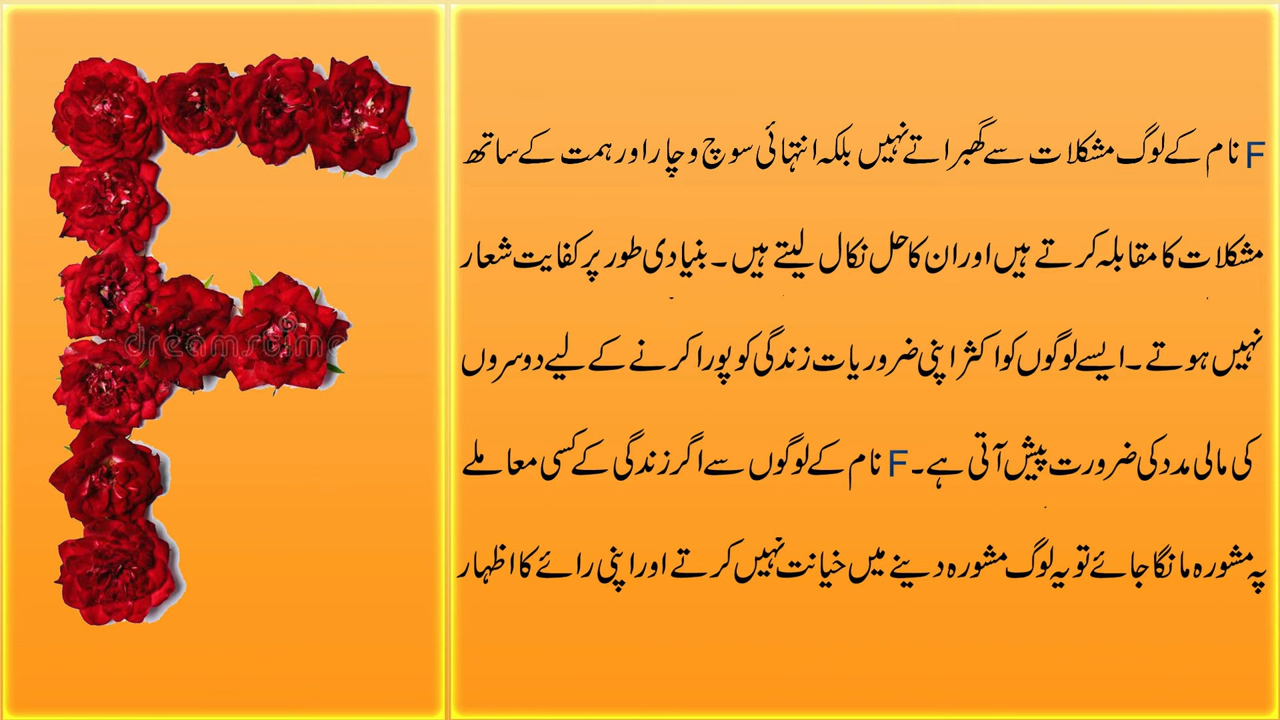 F نام کے لوگ مشکلات سے گھبراتے نہیں بلکہ انتہائی سوچ و چار اور ہمت کے ساتھ
مشکلات کا مقابلہ کرتے ہیں اور ان کا حل نکال لیتے ہیں۔ بنیادی طور پر کفایت شعار
نہیں ہوتے۔ ایسے لوگوں کو اکثر اپنی ضروریات زندگی کو پورا کرنے کے لیے دوسروں
کی مالی مدد کی ضرورت پیش آتی ہے۔ F نام کے لوگوں سے اگر زندگی کے کسی معاملے
پہ مشورہ مانگا جائے تو یہ لوگ مشورہ دینے میں خیانت نہیں کرتے اور اپنی رائے کا اظہار
dreamstime